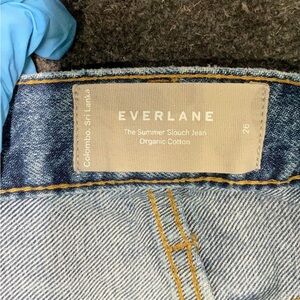 Colombo, Sri Lanka
EVERLANE
The Summer Slouch Jean
Organic Cotton
26